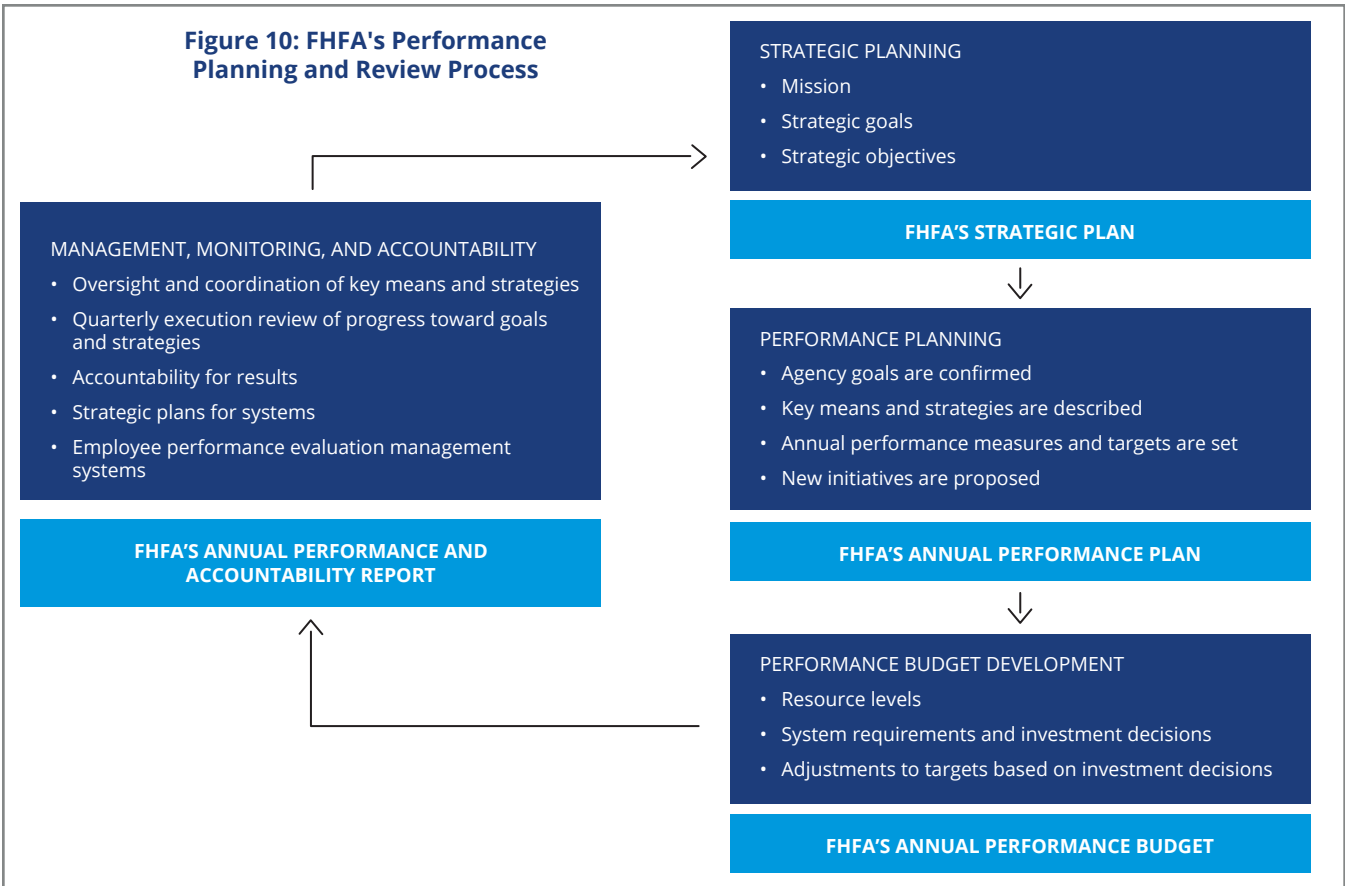 Figure 10: FHFA's Performance
Planning and Review Process
STRATEGIC PLANNING
• Mission
• Strategic goals
• Strategic objectives
FHFA’S STRATEGIC PLAN
PERFORMANCE PLANNING
• Agency goals are confirmed
• Key means and strategies are described
• Annual performance measures and targets are set
• New initiatives are proposed
FHFA’S ANNUAL PERFORMANCE PLAN
PERFORMANCE BUDGET DEVELOPMENT
• Resource levels
• System requirements and investment decisions
• Adjustments to targets based on investment decisions
FHFA’S ANNUAL PERFORMANCE BUDGET
MANAGEMENT, MONITORING, AND ACCOUNTABILITY
• Oversight and coordination of key means and strategies
• Quarterly execution review of progress toward goals
and strategies
• Accountability for results
• Strategic plans for systems
• Employee performance evaluation management
systems
FHFA’S ANNUAL PERFORMANCE AND
ACCOUNTABILITY REPORT